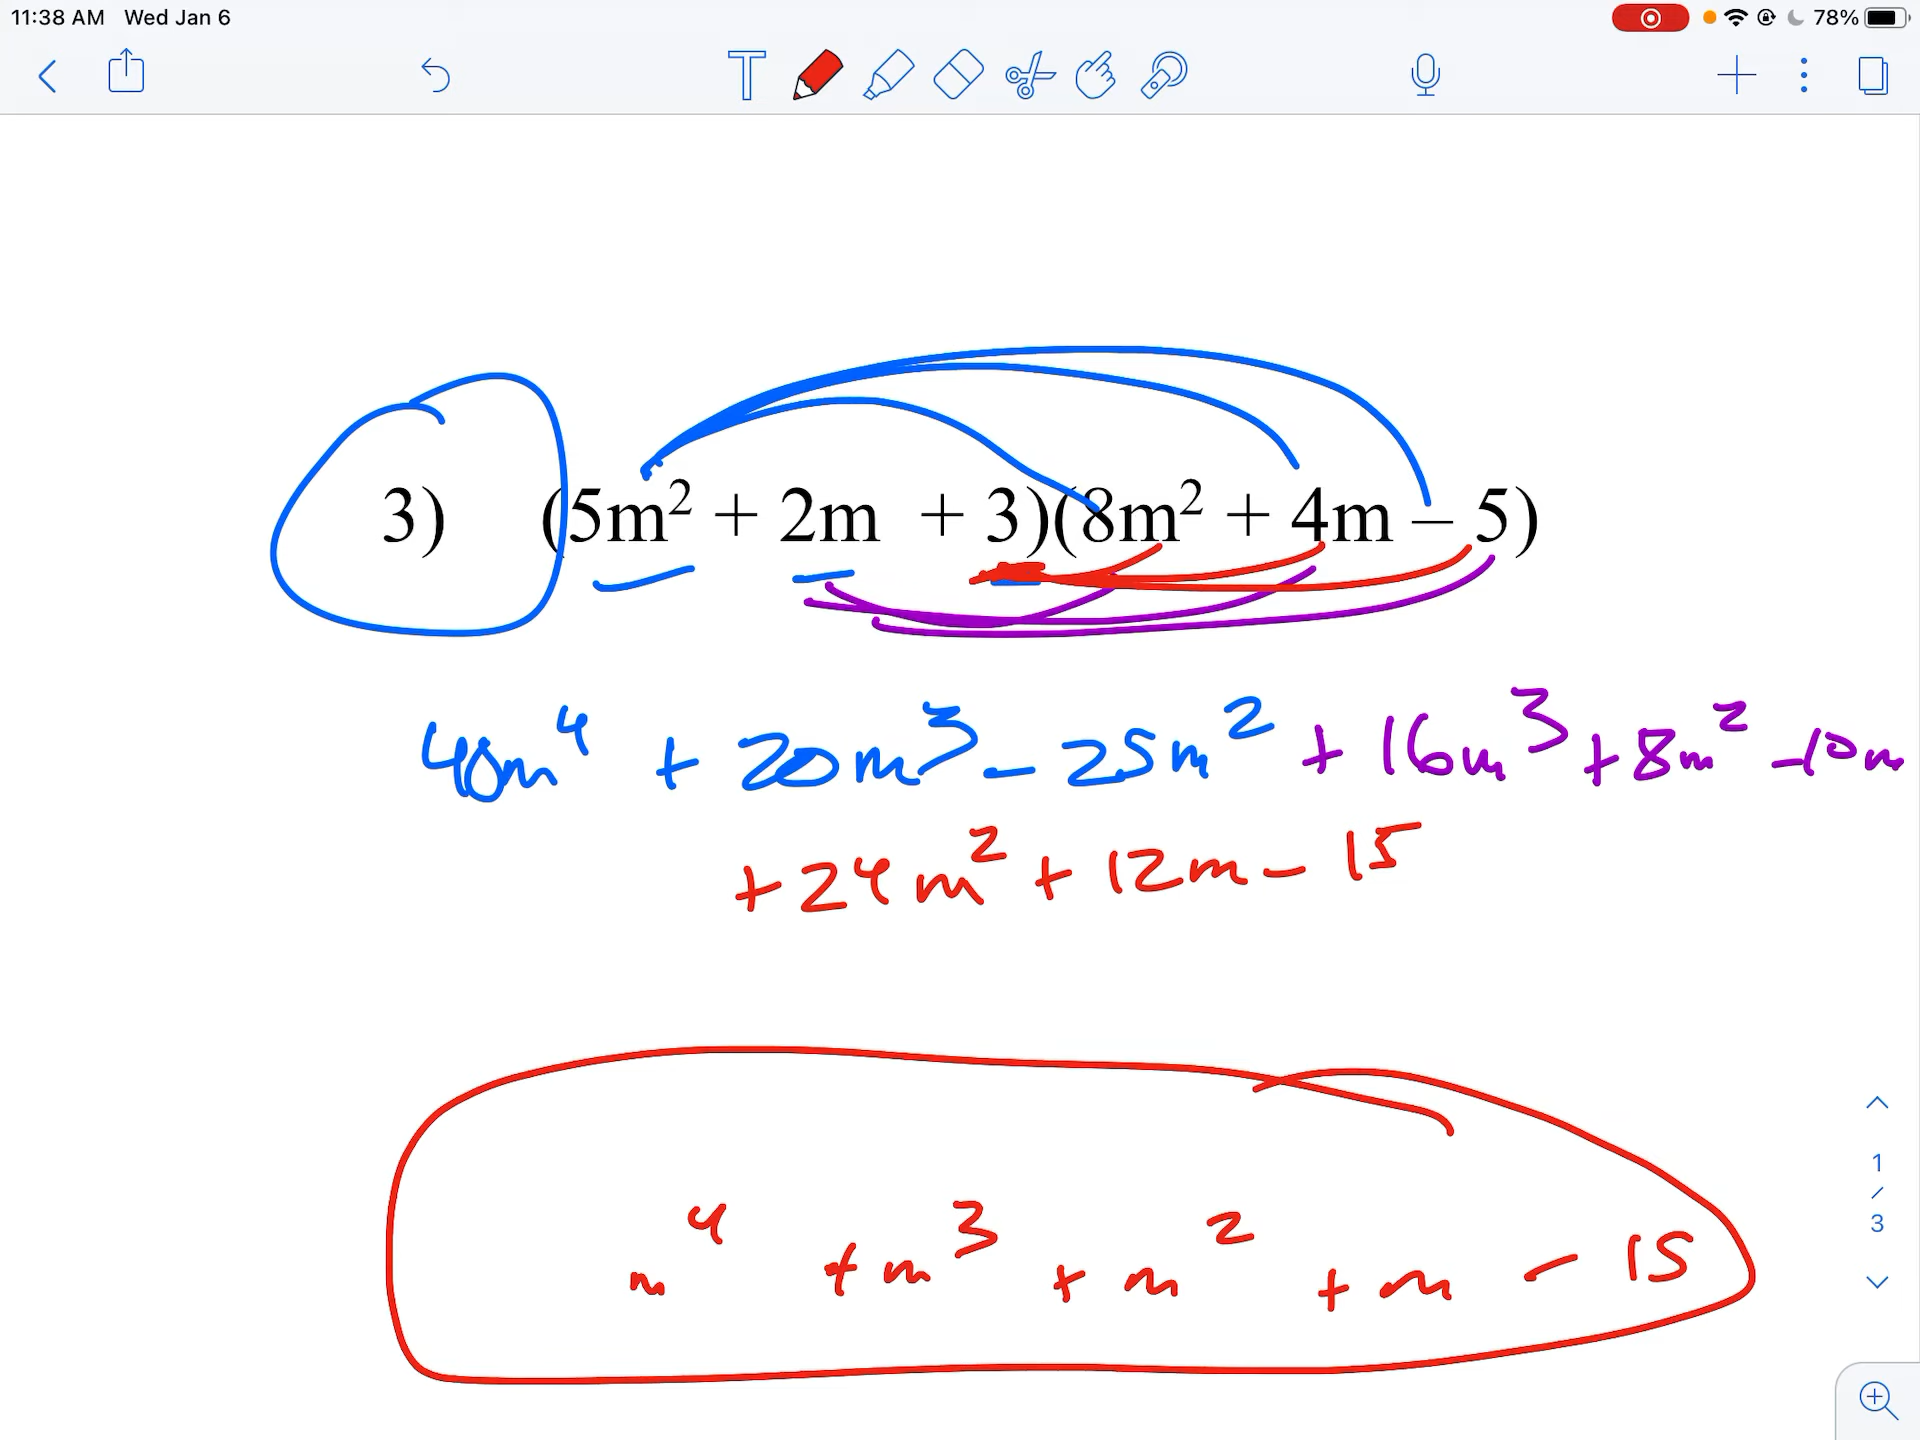 11:38 AM Wed Jan 6 78%
T
3) (5m² + 2m + 3)(8m² + 4m – 5)
40m⁴ + 20m³ - 25m² + 16m³ + 8m² - 10m
+ 24m² + 12m - 15
m⁴ + m³ + m² + m - 15
1
/
3